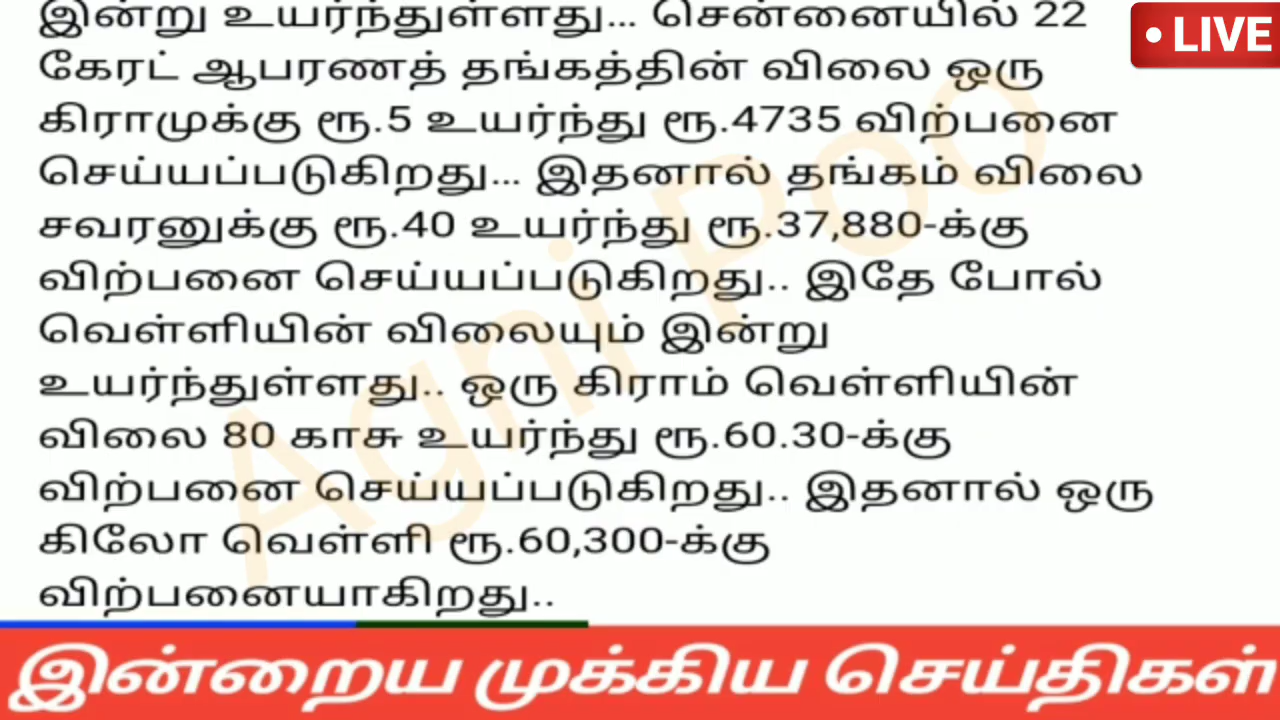 இன்று உயர்ந்துள்ளது... சென்னையில் 22
• LIVE
கேரட் ஆபரணத் தங்கத்தின் விலை ஒரு
கிராமுக்கு ரூ.5 உயர்ந்து ரூ.4735 விற்பனை
செய்யப்படுகிறது... இதனால் தங்கம் விலை
சவரனுக்கு ரூ.40 உயர்ந்து ரூ.37,880-க்கு
விற்பனை செய்யப்படுகிறது.. இதே போல்
வெள்ளியின் விலையும் இன்று
உயர்ந்துள்ளது.. ஒரு கிராம் வெள்ளியின்
விலை 80 காசு உயர்ந்து ரூ.60.30-க்கு
விற்பனை செய்யப்படுகிறது.. இதனால் ஒரு
கிலோ வெள்ளி ரூ.60,300-க்கு
விற்பனையாகிறது..
Agni Poo
இன்றைய முக்கிய செய்திகள்